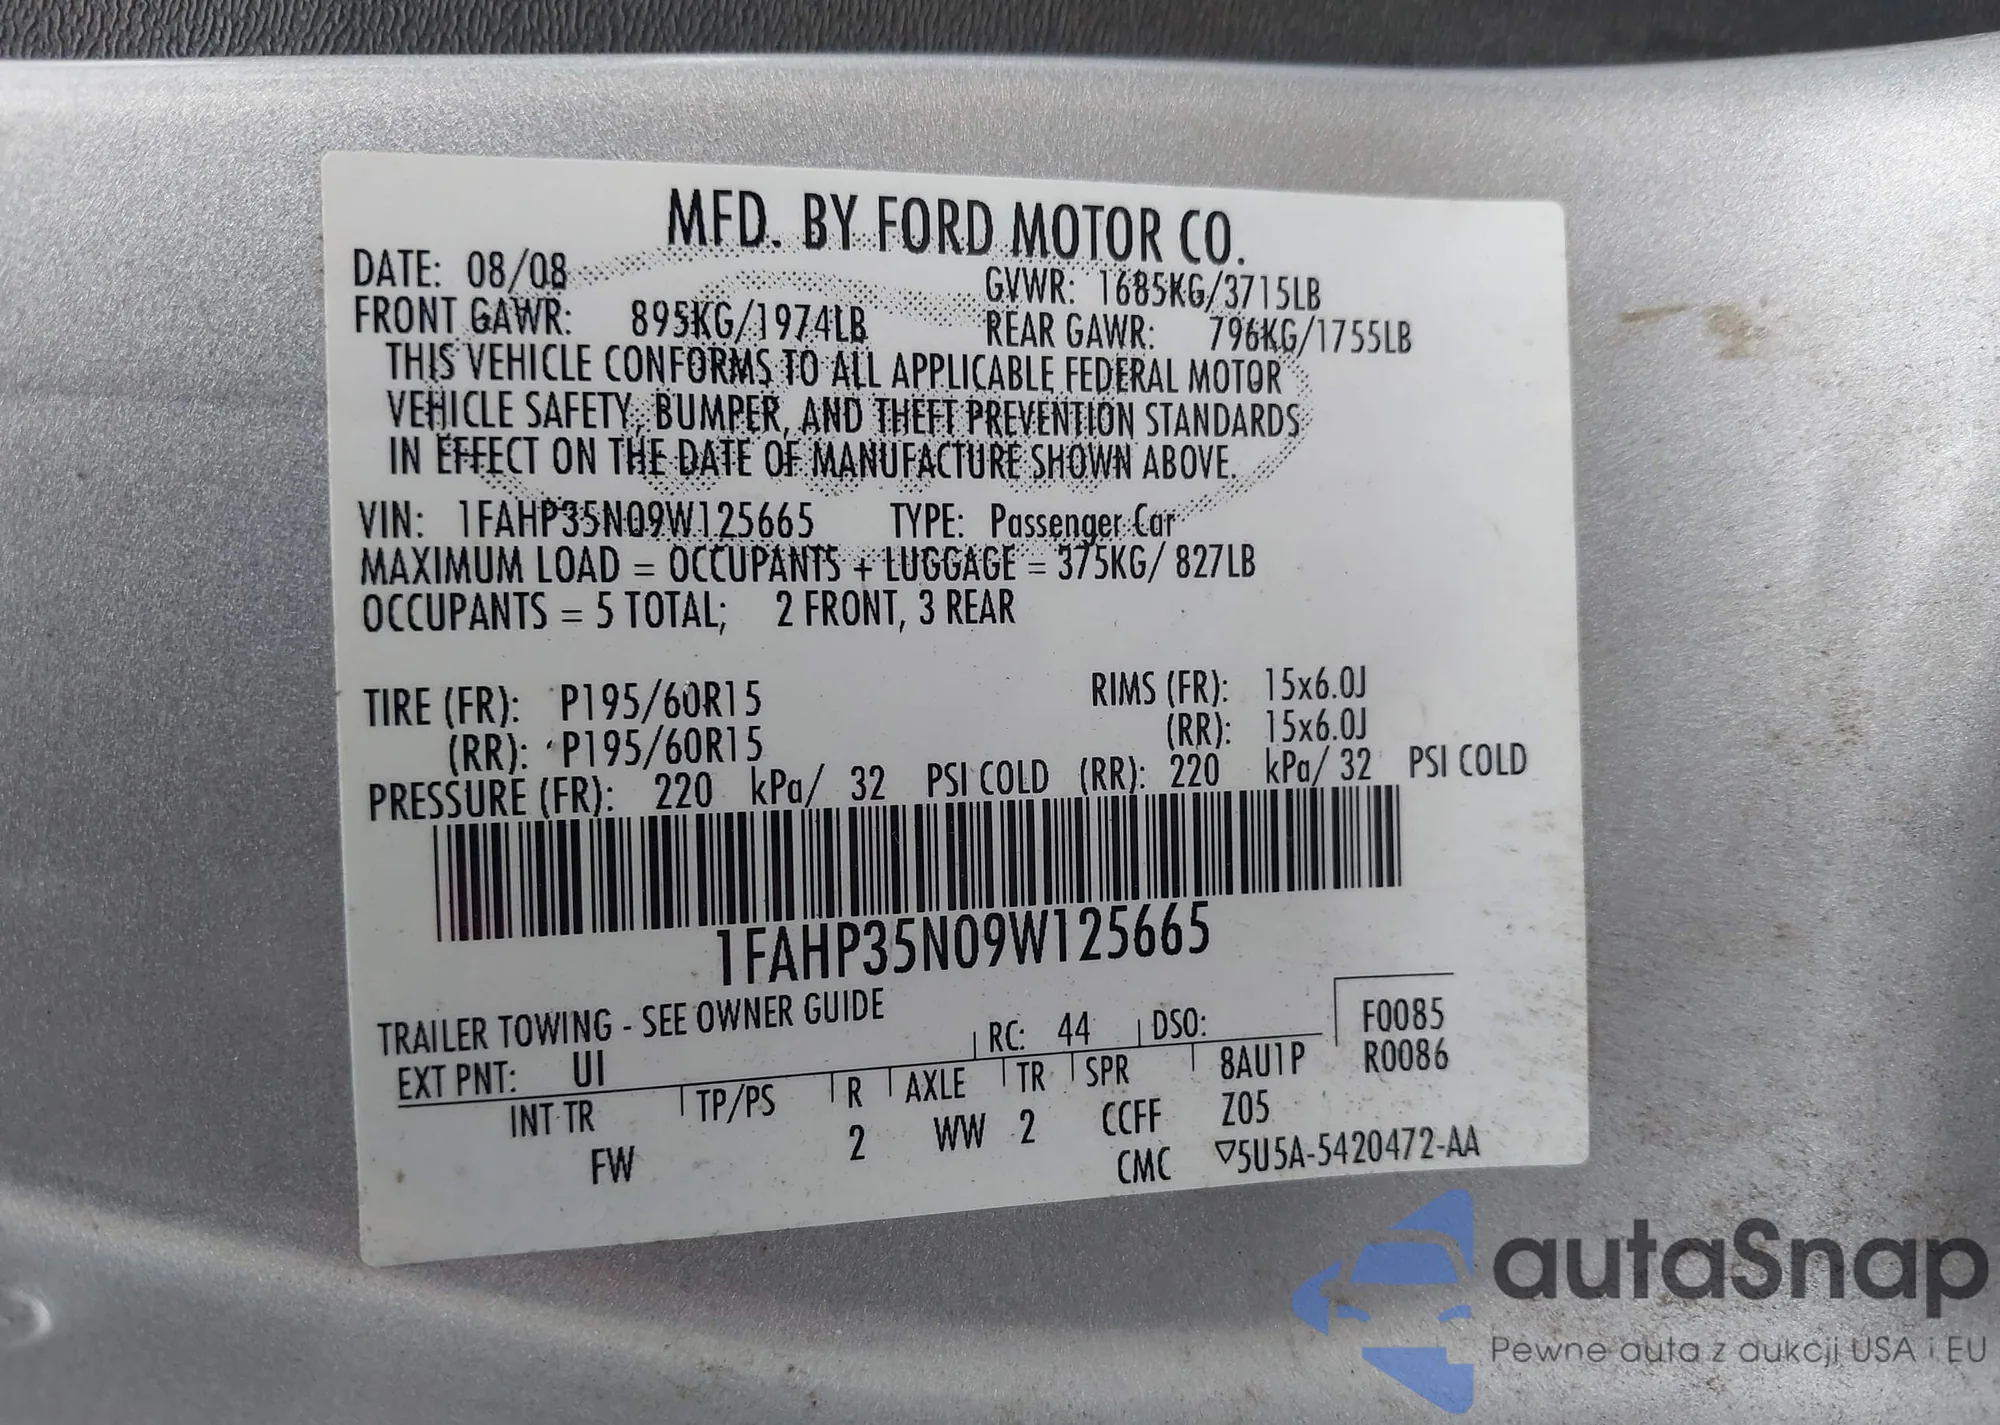 MFD. BY FORD MOTOR CO.
DATE: 08/08 GVWR: 1685KG/3715LB
FRONT GAWR: 895KG/1974LB REAR GAWR: 796KG/1755LB
THIS VEHICLE CONFORMS TO ALL APPLICABLE FEDERAL MOTOR
VEHICLE SAFETY, BUMPER, AND THEFT PREVENTION STANDARDS
IN EFFECT ON THE DATE OF MANUFACTURE SHOWN ABOVE.
VIN: 1FAHP35N09W125665 TYPE: Passenger Car
MAXIMUM LOAD = OCCUPANTS + LUGGAGE = 375KG/ 827LB
OCCUPANTS = 5 TOTAL; 2 FRONT, 3 REAR
TIRE (FR): P195/60R15 RIMS (FR): 15x6.0J
(RR): P195/60R15 (RR): 15x6.0J
PRESSURE (FR): 220 kPa/ 32 PSI COLD (RR): 220 kPa/ 32 PSI COLD
1FAHP35N09W125665
TRAILER TOWING - SEE OWNER GUIDE
RC: 44 DSO: F0085
EXT PNT: UI R0086
INT TR TP/PS R AXLE TR SPR 8AU1P
FW 2 WW 2 CCFF Z05
CMC ▽5U5A-5420472-AA
autaSnap
Pewne auta z aukcji USA i EU